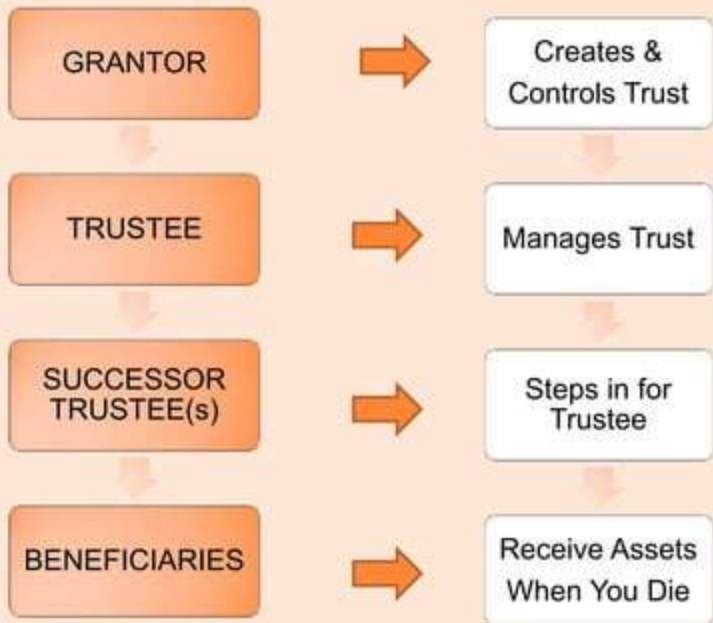 GRANTOR
Creates &
Controls Trust
TRUSTEE
Manages Trust
SUCCESSOR
TRUSTEE(s)
Steps in for
Trustee
BENEFICIARIES
Receive Assets
When You Die